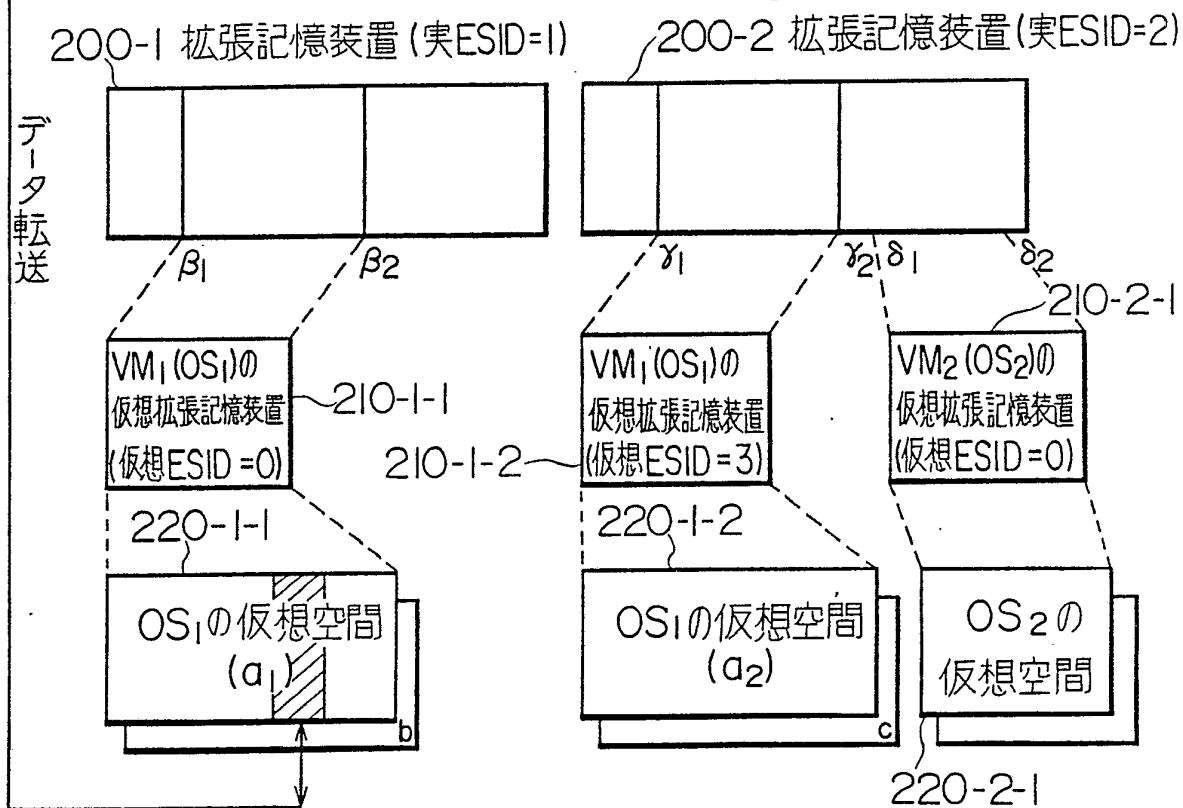 200-1 拡張記憶装置(実ESID=1)
200-2 拡張記憶装置(実ESID=2)
データ転送
β1
β2
γ1
γ2
δ1
δ2
210-2-1
VM1(OS1)の
仮想拡張記憶装置
(仮想ESID=0)
210-1-1
210-1-2
VM1(OS1)の
仮想拡張記憶装置
(仮想ESID=3)
VM2(OS2)の
仮想拡張記憶装置
(仮想ESID=0)
220-1-1
220-1-2
OS1の仮想空間
(a1)
b
OS1の仮想空間
(a2)
c
OS2の
仮想空間
220-2-1